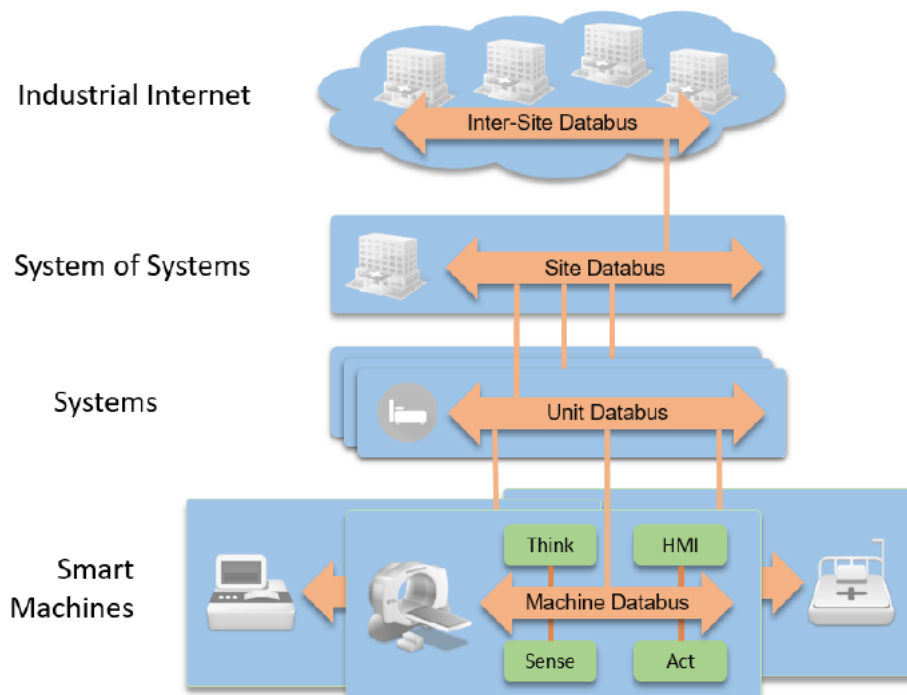 Industrial Internet
Inter-Site Databus
System of Systems
Site Databus
Systems
Unit Databus
Smart
Machines
Think
HMI
Machine Databus
Sense
Act